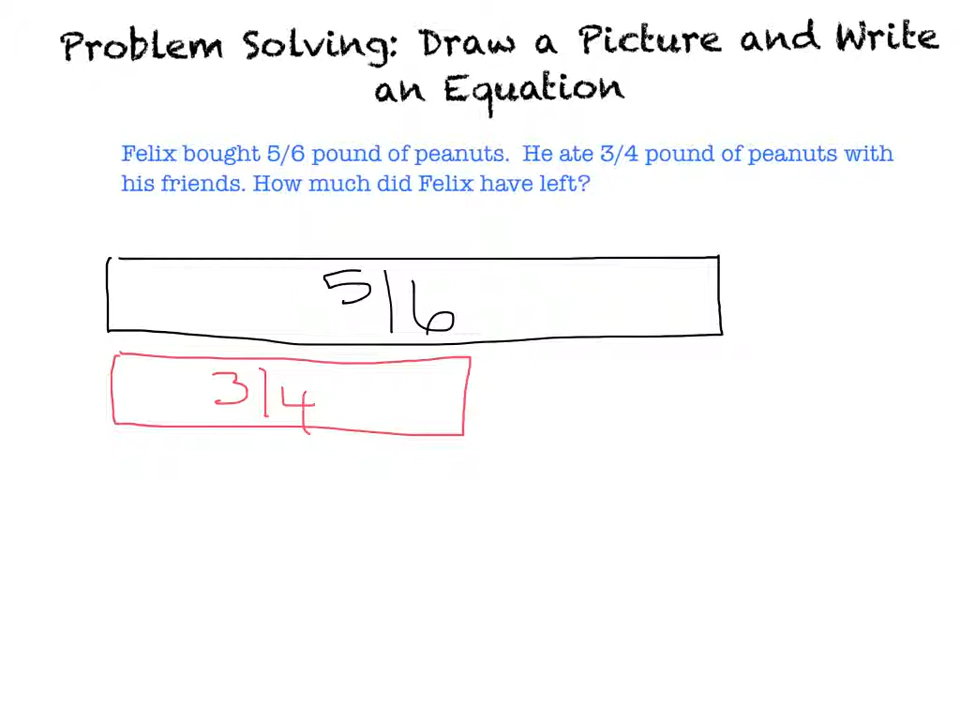 Problem Solving: Draw a Picture and Write
an Equation
Felix bought 5/6 pound of peanuts. He ate 3/4 pound of peanuts with
his friends. How much did Felix have left?
5/6
3/4